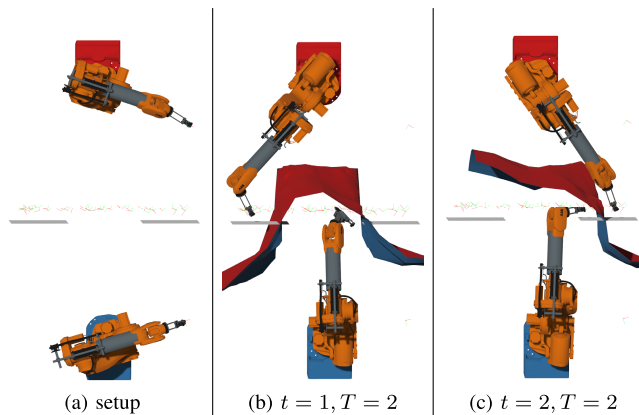 (a) setup
(b) t = 1, T = 2
(c) t = 2, T = 2